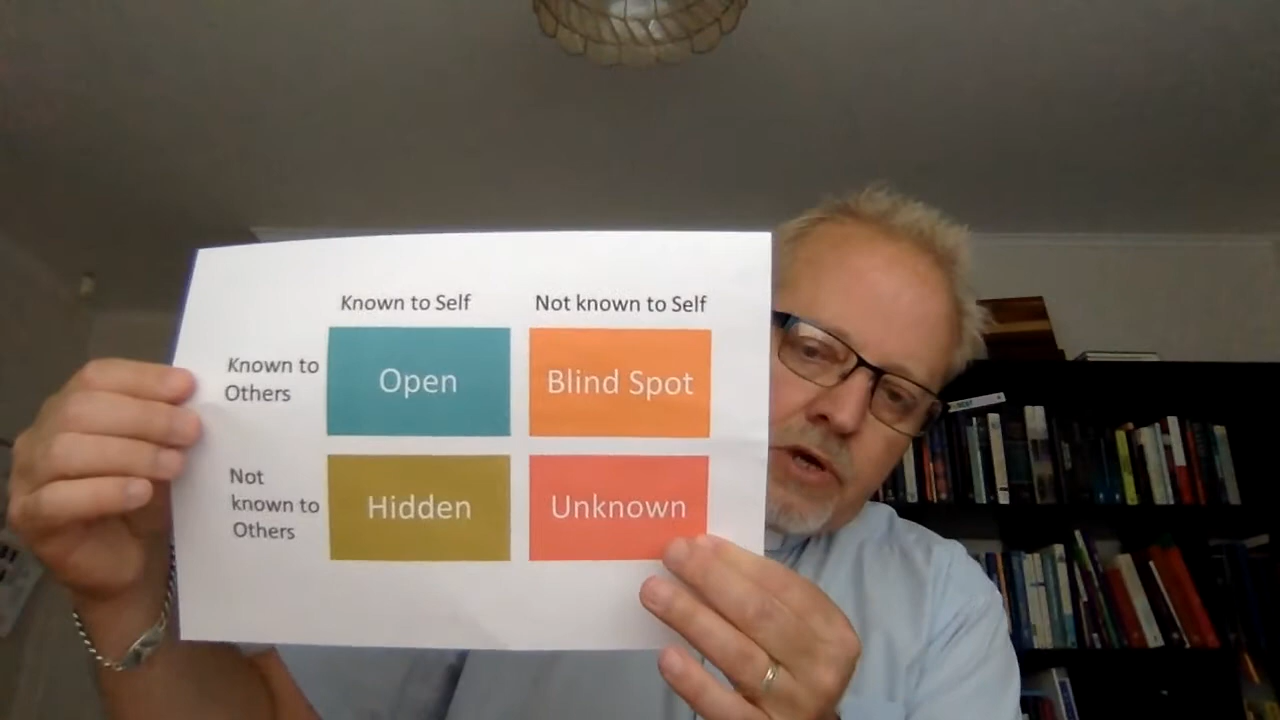 Known to Self
Not known to Self
Known to
Others
Open
Blind Spot
Not
known to
Others
Hidden
Unknown